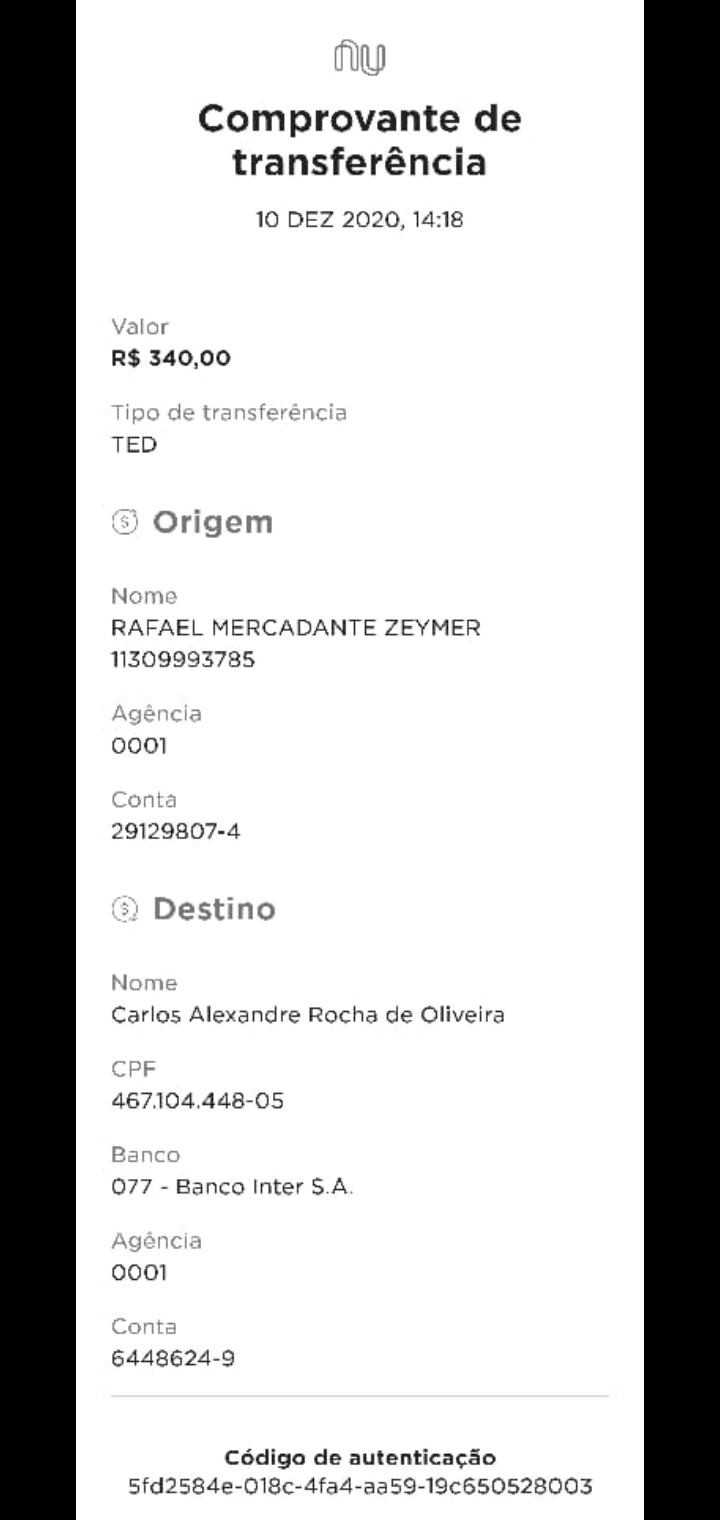 nu
Comprovante de
transferência
10 DEZ 2020, 14:18
Valor
R$ 340,00
Tipo de transferência
TED
Origem
Nome
RAFAEL MERCADANTE ZEYMER
11309993785
Agência
0001
Conta
29129807-4
Destino
Nome
Carlos Alexandre Rocha de Oliveira
CPF
467.104.448-05
Banco
077 - Banco Inter S.A.
Agência
0001
Conta
6448624-9
Código de autenticação
5fd2584e-018c-4fa4-aa59-19c650528003